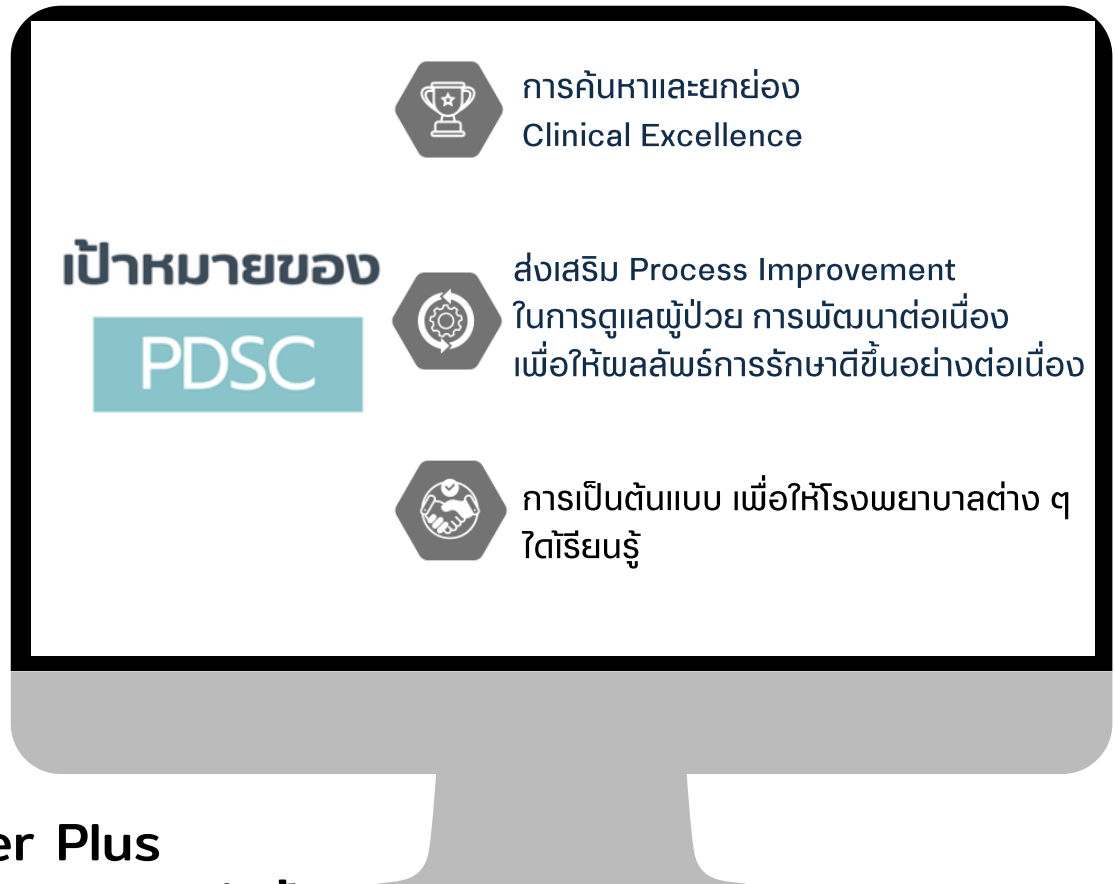 การค้นหาและยกย่อง
Clinical Excellence
เป้าหมายของ
PDSC
ส่งเสริม Process Improvement
ในการดูแลผู้ป่วย การพัฒนาต่อเนื่อง
เพื่อให้ผลลัพธ์การรักษาดีขึ้นอย่างต่อเนื่อง
การเป็นต้นแบบ เพื่อให้โรงพยาบาลต่าง ๆ
ได้เรียนรู้
er Plus